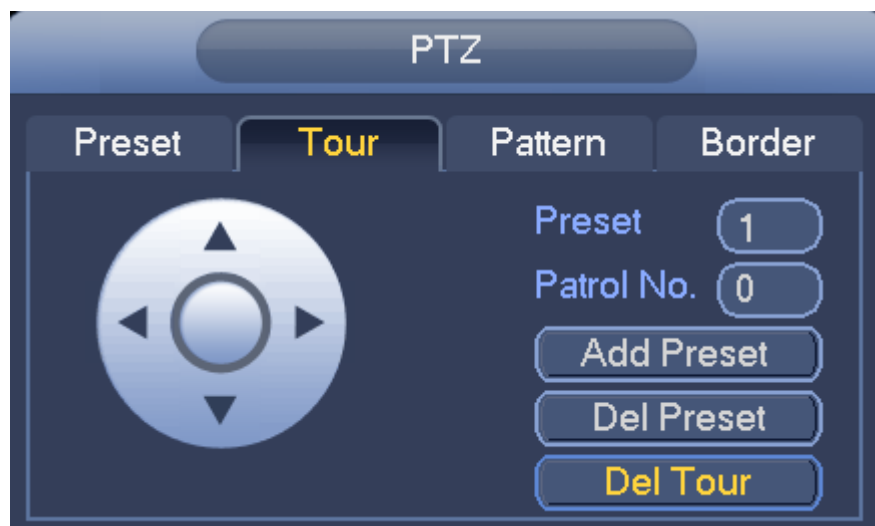 PTZ
Preset Tour Pattern Border
Preset 1
Patrol No. 0
Add Preset
Del Preset
Del Tour